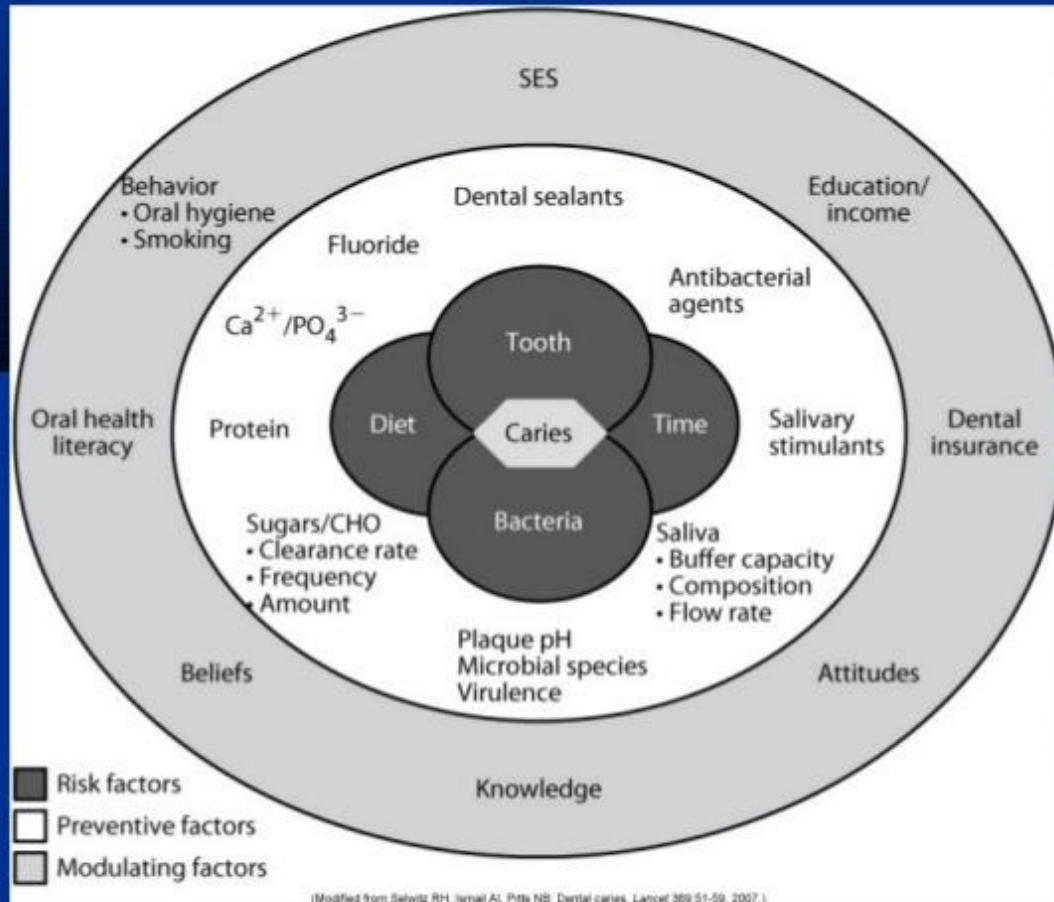 SES
Behavior
• Oral hygiene
• Smoking
Education/
income
Dental sealants
Fluoride
Antibacterial
agents
Ca²⁺/PO₄³⁻
Tooth
Oral health
literacy
Protein
Diet
Caries
Time
Salivary
stimulants
Dental
insurance
Bacteria
Sugars/CHO
• Clearance rate
• Frequency
• Amount
Saliva
• Buffer capacity
• Composition
• Flow rate
Plaque pH
Microbial species
Virulence
Beliefs
Attitudes
Knowledge
Risk factors
Preventive factors
Modulating factors
(Modified from Selwitz RH, Ismail AI, Pitts NB: Dental caries, Lancet 369:51-59, 2007.)